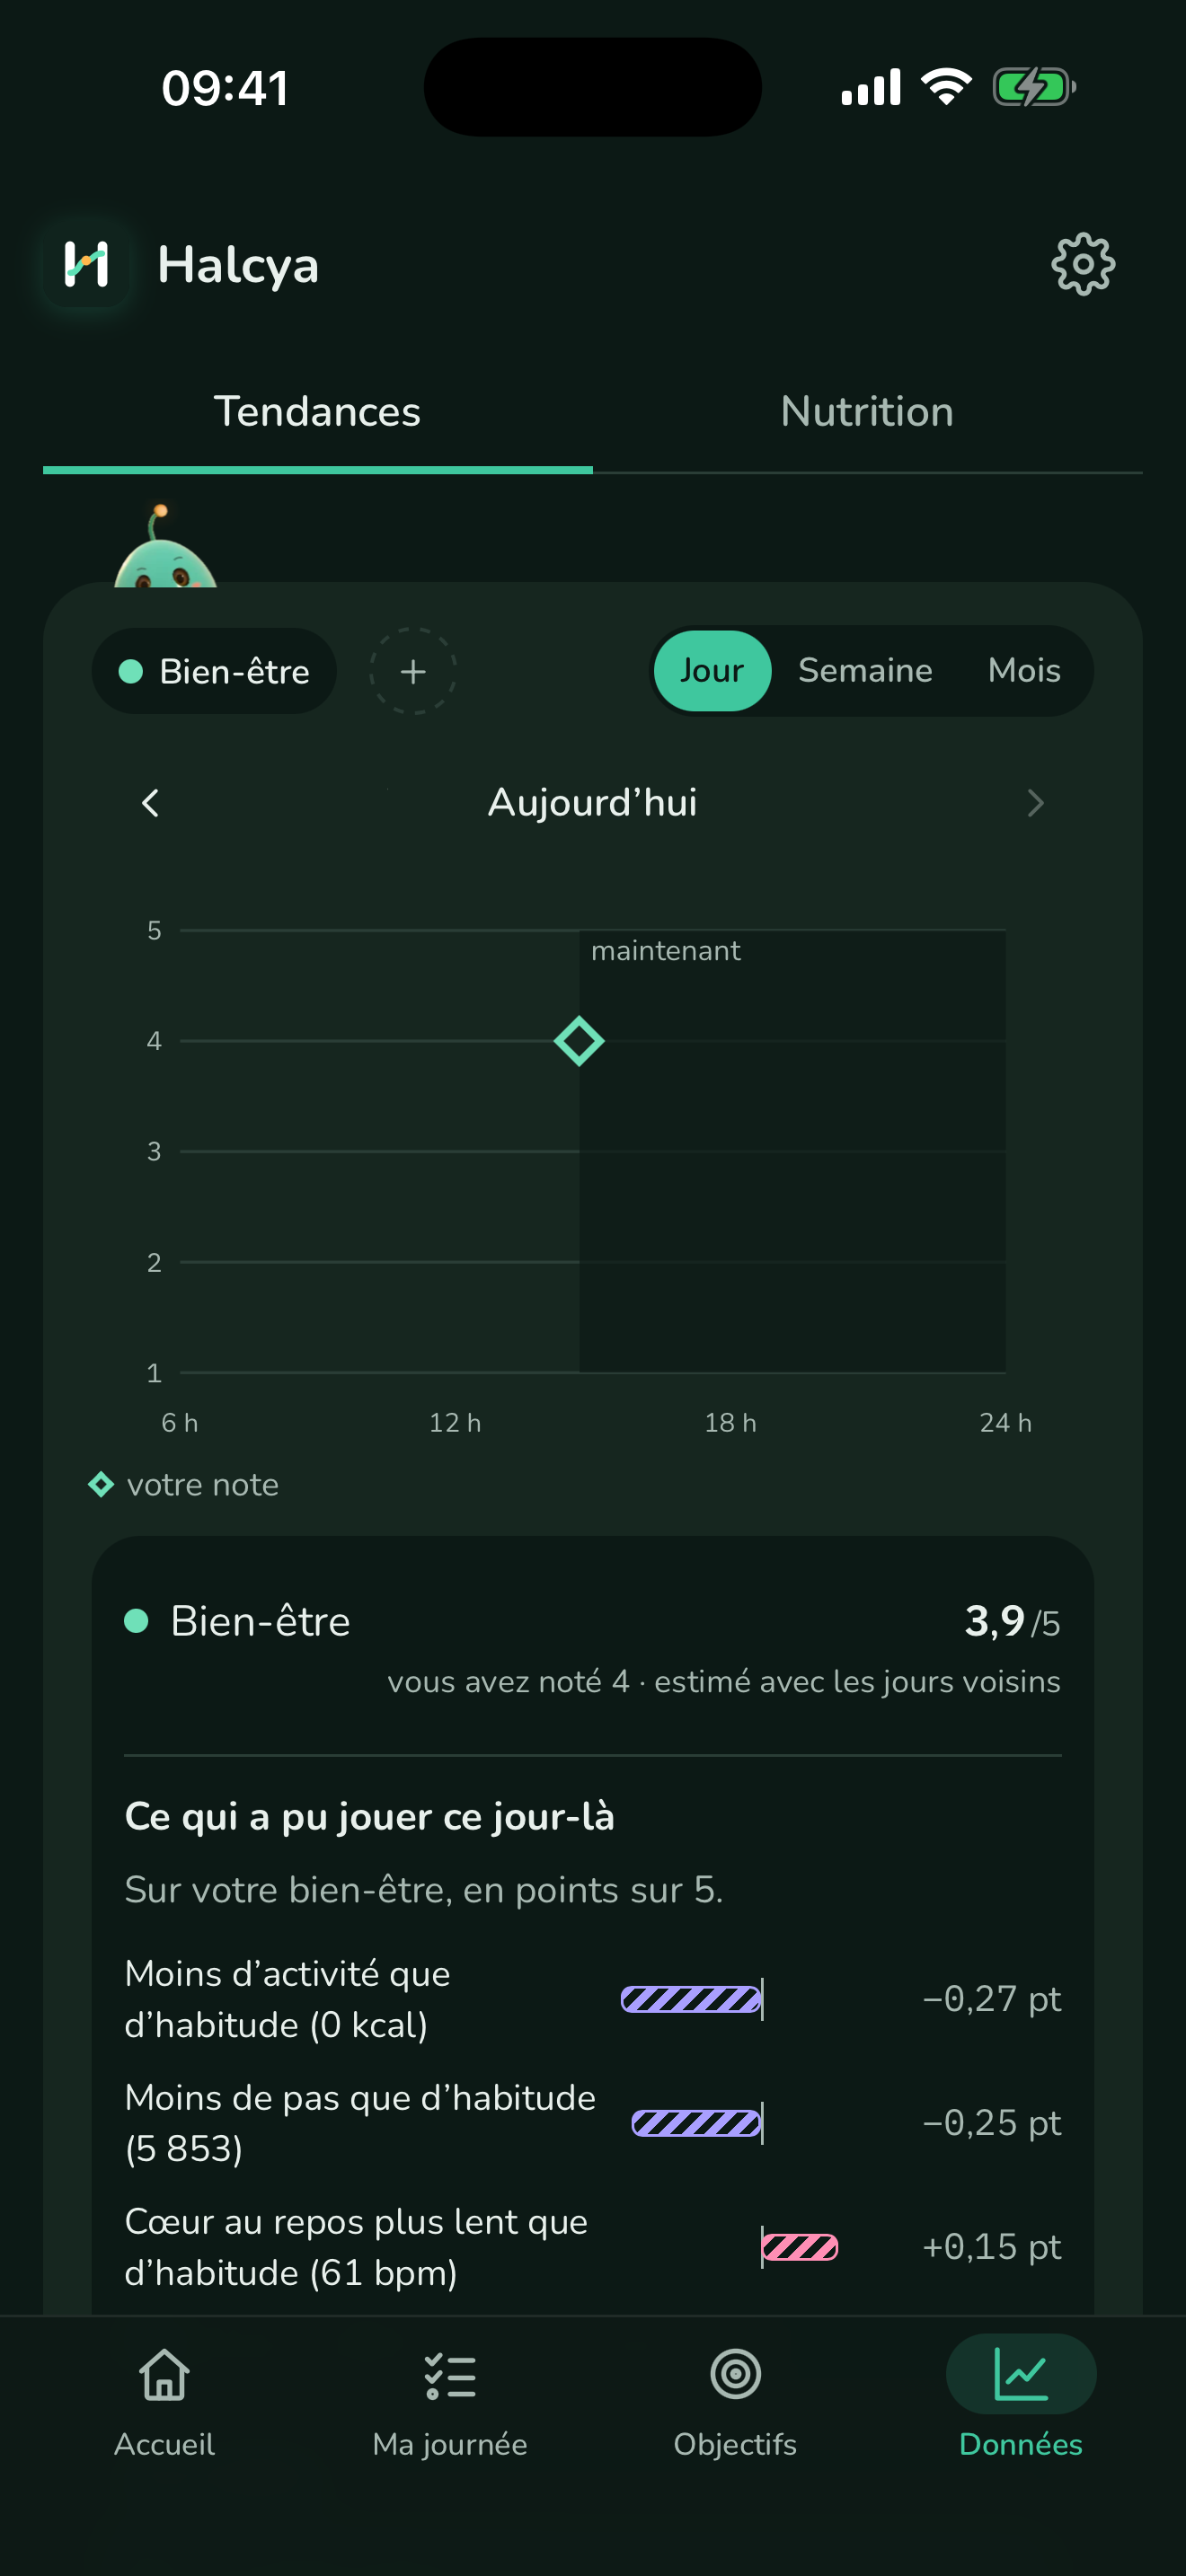 09:41
Halcya
Tendances
Nutrition
Bien-être
+
Jour
Semaine
Mois
Aujourd’hui
5
maintenant
4
3
2
1
6 h
12 h
18 h
24 h
votre note
Bien-être
3,9/5
vous avez noté 4 · estimé avec les jours voisins
Ce qui a pu jouer ce jour-là
Sur votre bien-être, en points sur 5.
Moins d’activité que
d’habitude (0 kcal)
−0,27 pt
Moins de pas que d’habitude
(5 853)
−0,25 pt
Cœur au repos plus lent que
d’habitude (61 bpm)
+0,15 pt
Accueil
Ma journée
Objectifs
Données